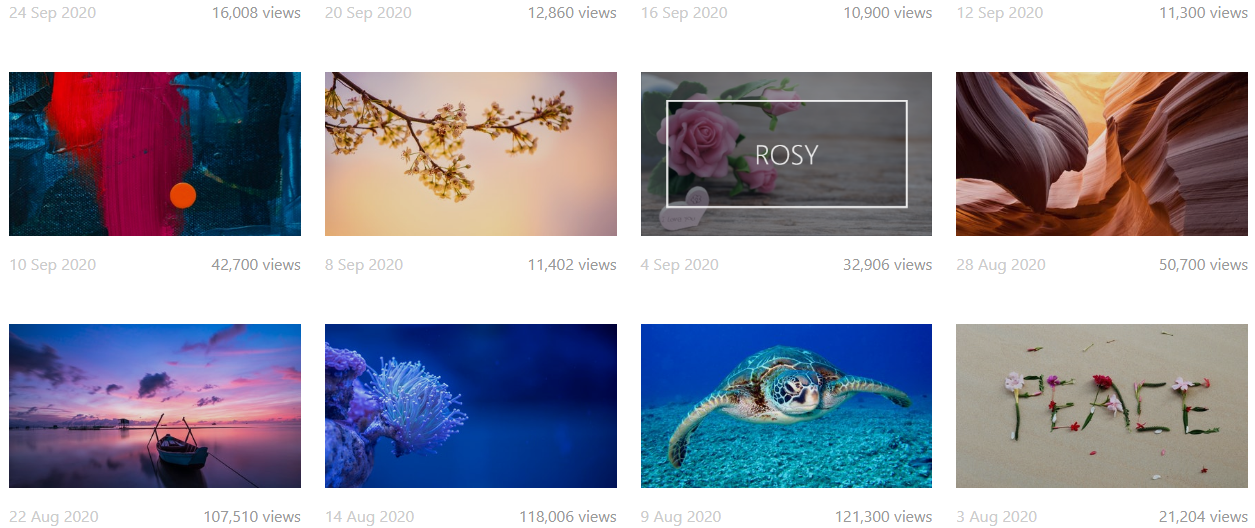 24 Sep 2020 16,008 views
20 Sep 2020 12,860 views
16 Sep 2020 10,900 views
12 Sep 2020 11,300 views
ROSY
10 Sep 2020 42,700 views
8 Sep 2020 11,402 views
4 Sep 2020 32,906 views
28 Aug 2020 50,700 views
PEACE
22 Aug 2020 107,510 views
14 Aug 2020 118,006 views
9 Aug 2020 121,300 views
3 Aug 2020 21,204 views